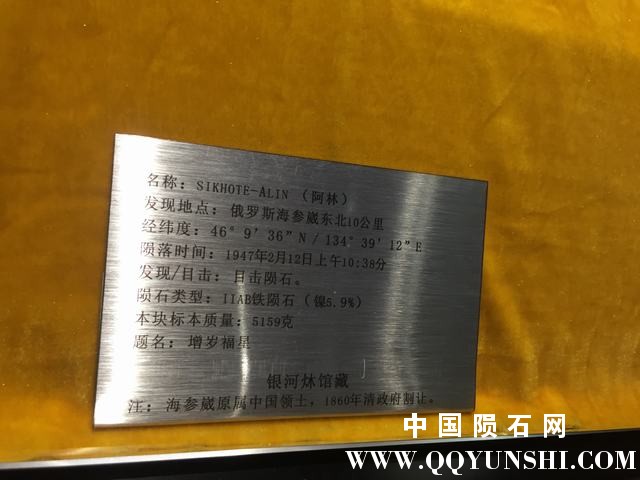 名称：SIKHOTE-ALIN （阿林）
发现地点：俄罗斯海参崴东北10公里
经纬度：46° 9′ 36″N / 134° 39′ 12″E
陨落时间：1947年2月12日上午10:38分
发现/目击：目击陨石。
陨石类型：IIAB铁陨石（镍5.9%）
本块标本质量：5159克
题名：增岁福星
银河炑馆藏
注：海参崴原属中国领土，1860年清政府割让。
中国陨石网
WWW.QQYUNSHI.COM